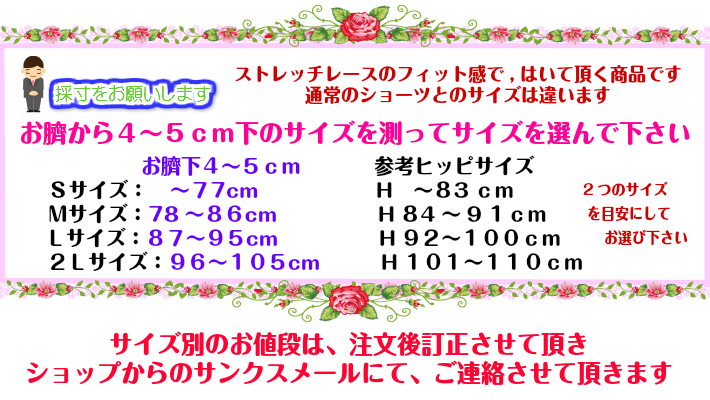 ストレッチレースのフィット感で，はいて頂く商品です
採寸をお願いします
通常のショーツとのサイズは違います
お臍から４～５ｃｍ下のサイズを測ってサイズを選んで下さい
お臍下４～５ｃｍ 参考ヒッピサイズ
Ｓサイズ： ～７７cm Ｈ ～８３ｃｍ ２つのサイズ
Ｍサイズ：７８～８６cm Ｈ８４～９１ｃｍ を目安にして
Ｌサイズ：８７～９５cm Ｈ９２～１００ｃｍ お選び下さい
２Ｌサイズ：９６～１０５cm Ｈ１０１～１１０ｃｍ
サイズ別のお値段は、注文後訂正させて頂き
ショップからのサンクスメールにて、ご連絡させて頂きます